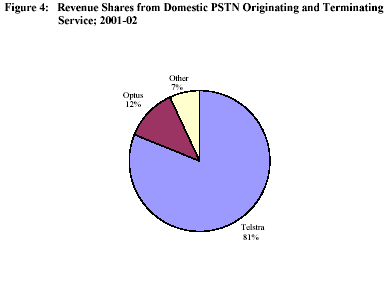 Figure 4: Revenue Shares from Domestic PSTN Originating and Terminating
Service; 2001-02
Other
7%
Optus
12%
Telstra
81%